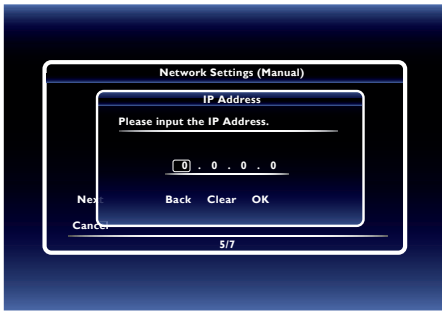 Network Settings (Manual)
IP Address
Please input the IP Address.
0 . 0 . 0 . 0
Next
Back Clear OK
Cancel
5/7